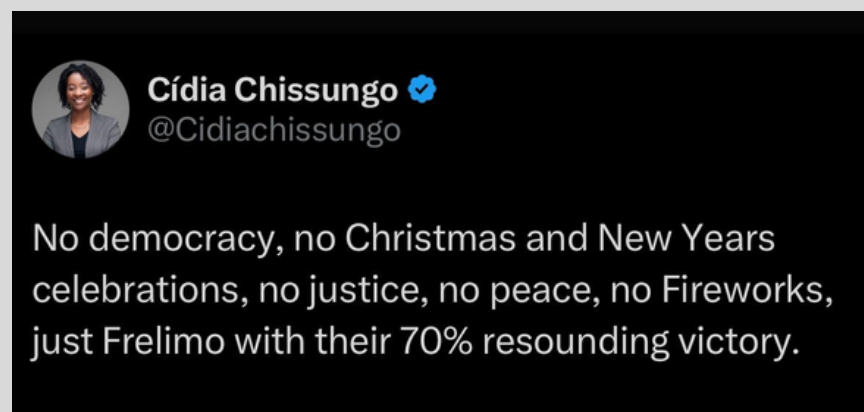 Cídia Chissungo
@Cidiachissungo
No democracy, no Christmas and New Years
celebrations, no justice, no peace, no Fireworks,
just Frelimo with their 70% resounding victory.